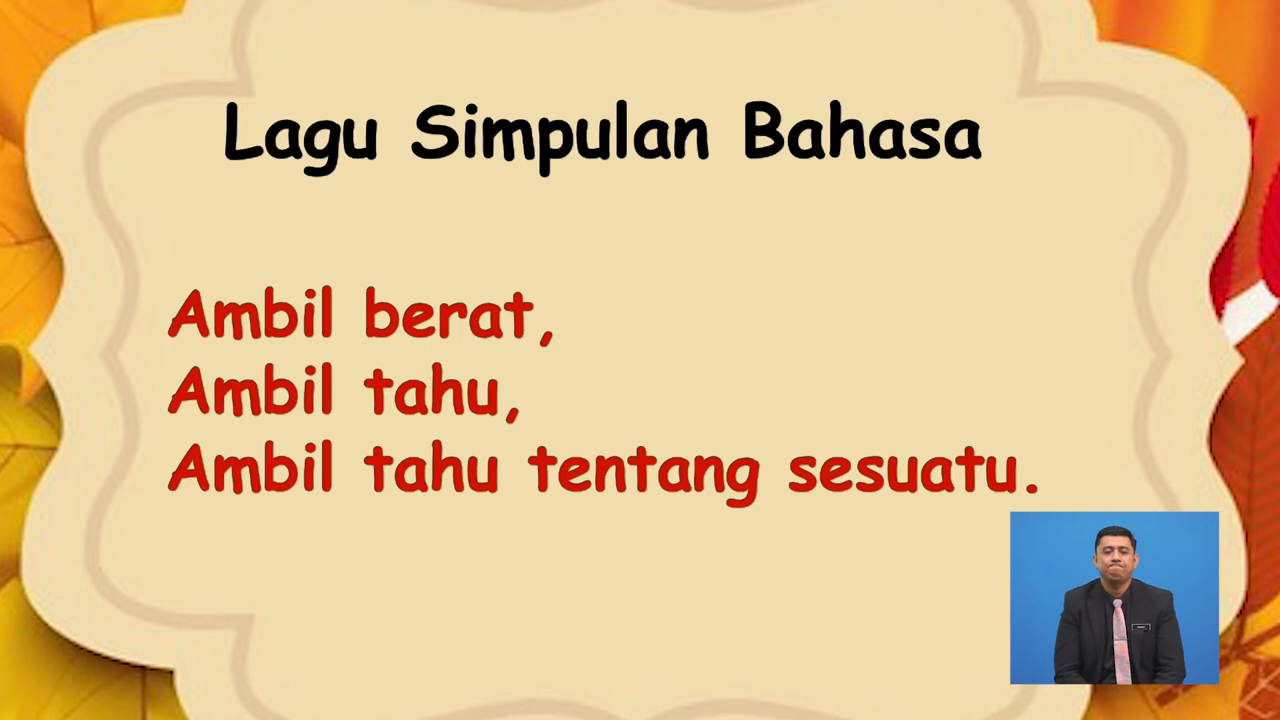 Lagu Simpulan Bahasa
Ambil berat,
Ambil tahu,
Ambil tahu tentang sesuatu.